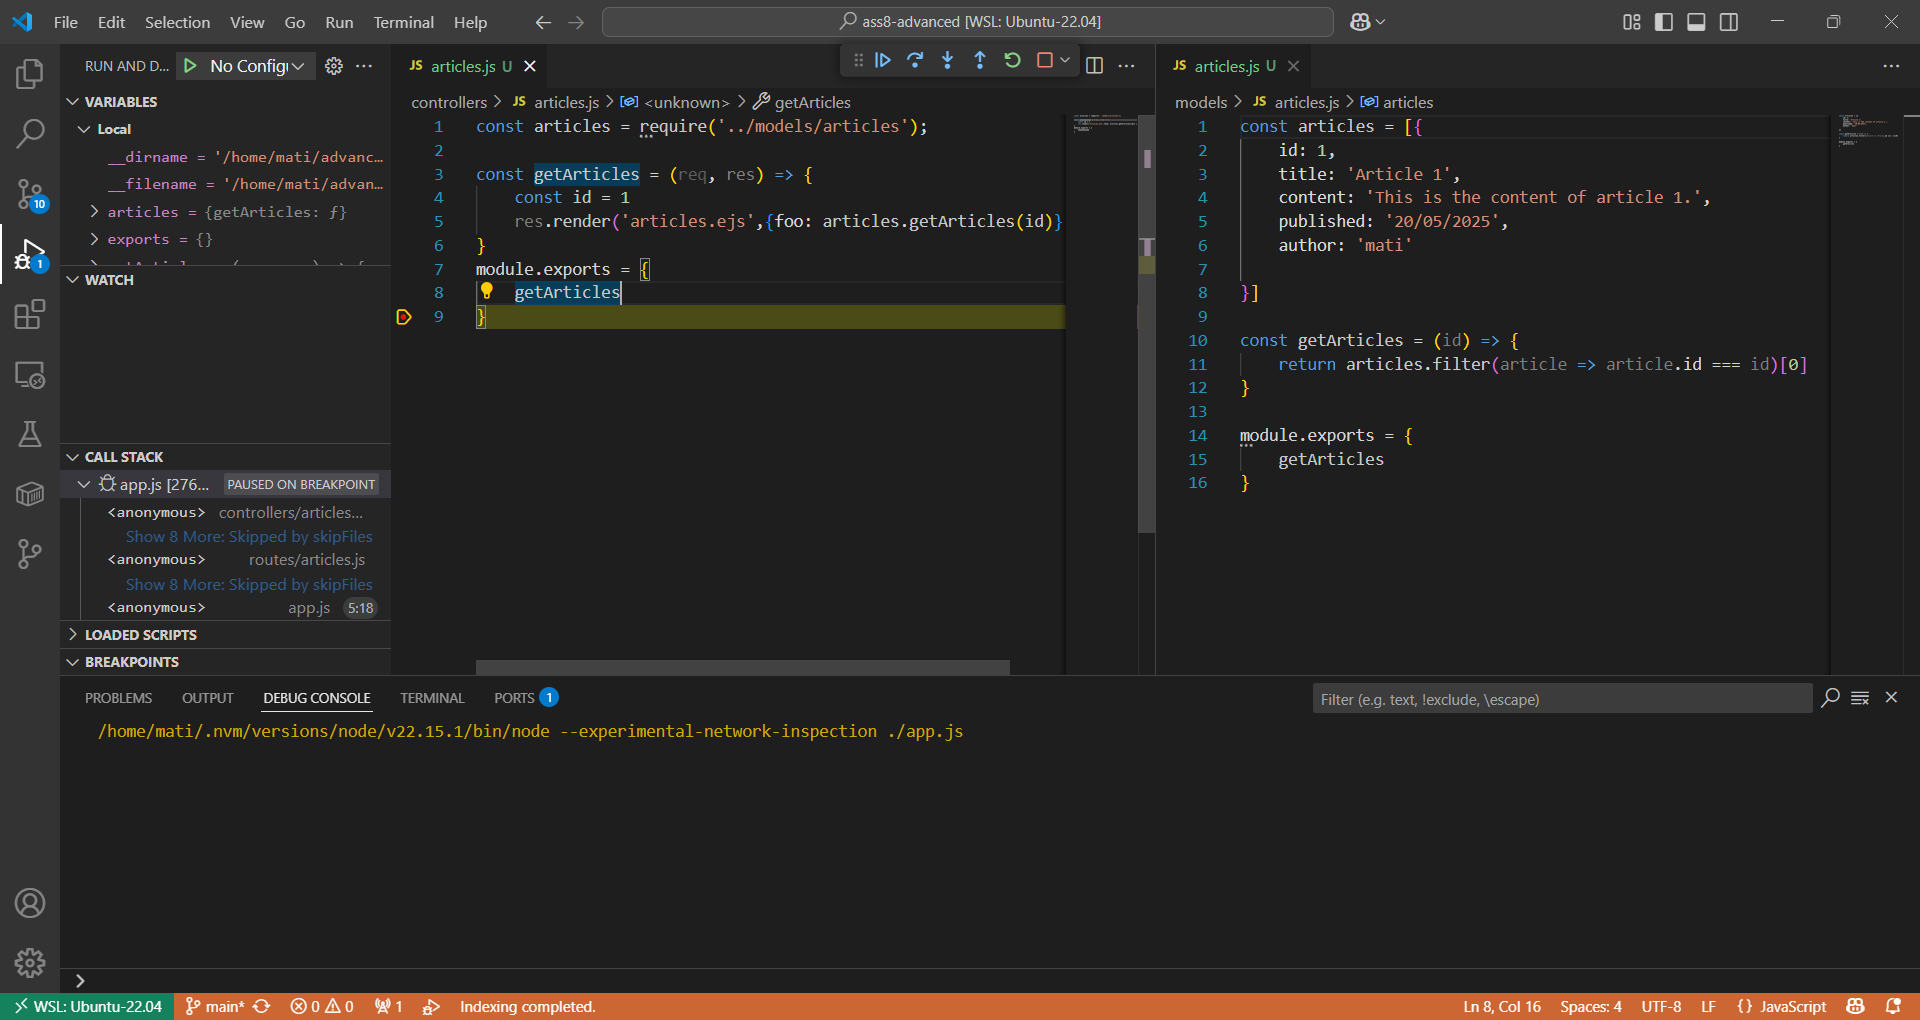 File Edit Selection View Go Run Terminal Help
ass8-advanced [WSL: Ubuntu-22.04]
RUN AND D... No Configu
VARIABLES
Local
__dirname = '/home/mati/advanc...
__filename = '/home/mati/advan...
articles = {getArticles: ƒ}
exports = {}
WATCH
CALL STACK
app.js [276... PAUSED ON BREAKPOINT
<anonymous> controllers/articles...
Show 8 More: Skipped by skipFiles
<anonymous> routes/articles.js
Show 8 More: Skipped by skipFiles
<anonymous> app.js 5:18
LOADED SCRIPTS
BREAKPOINTS
10
1
JS articles.js U
controllers > JS articles.js > <unknown> > getArticles
1 const articles = require('../models/articles');
2
3 const getArticles = (req, res) => {
4 const id = 1
5 res.render('articles.ejs',{foo: articles.getArticles(id)}
6 }
7 module.exports = {
8 getArticles
9 }
JS articles.js U
models > JS articles.js > articles
1 const articles = [{
2 id: 1,
3 title: 'Article 1',
4 content: 'This is the content of article 1.',
5 published: '20/05/2025',
6 author: 'mati'
7
8 }]
9
10 const getArticles = (id) => {
11 return articles.filter(article => article.id === id)[0]
12 }
13
14 module.exports = {
15 getArticles
16 }
PROBLEMS OUTPUT DEBUG CONSOLE TERMINAL PORTS 1
Filter (e.g. text, !exclude, \escape)
/home/mati/.nvm/versions/node/v22.15.1/bin/node --experimental-network-inspection ./app.js
>
WSL: Ubuntu-22.04 main* 0 0 1 Indexing completed.
Ln 8, Col 16 Spaces: 4 UTF-8 LF {} JavaScript